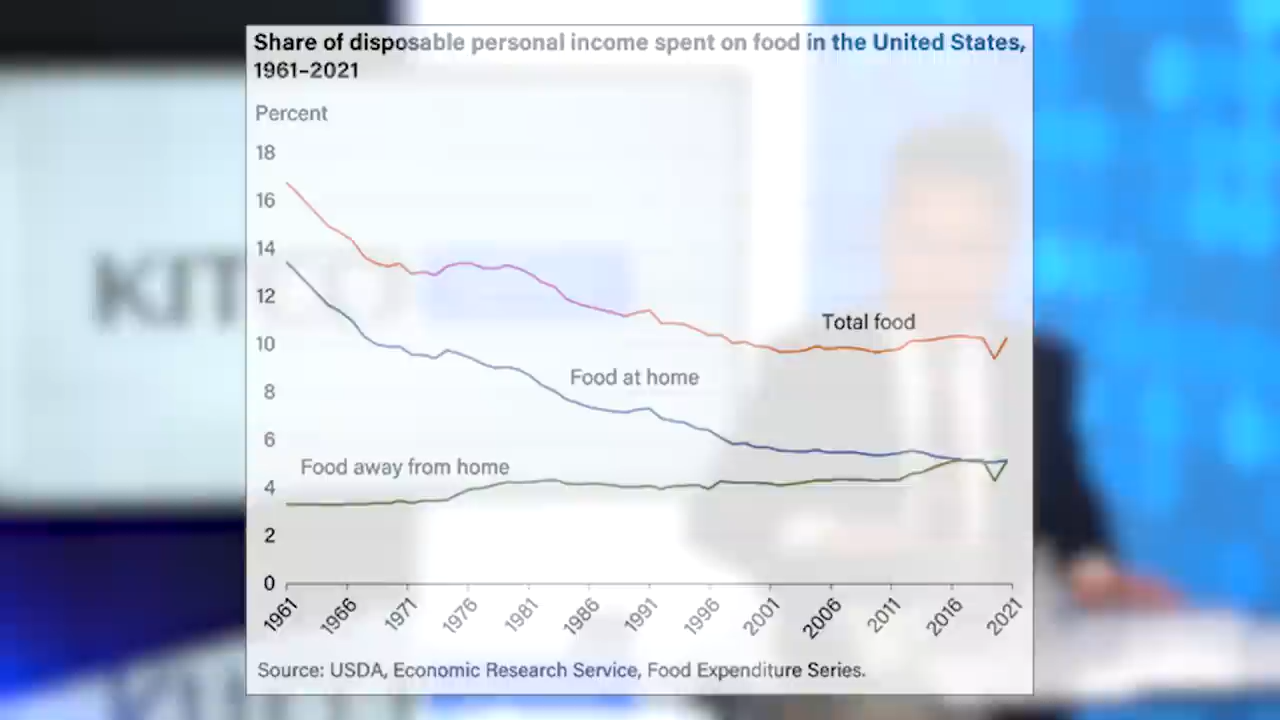 Share of disposable personal income spent on food in the United States,
1961–2021
Percent
18
16
14
12
10
8
6
4
2
0
Total food
Food at home
Food away from home
1961 1966 1971 1976 1981 1986 1991 1996 2001 2006 2011 2016 2021
Source: USDA, Economic Research Service, Food Expenditure Series.
KIT